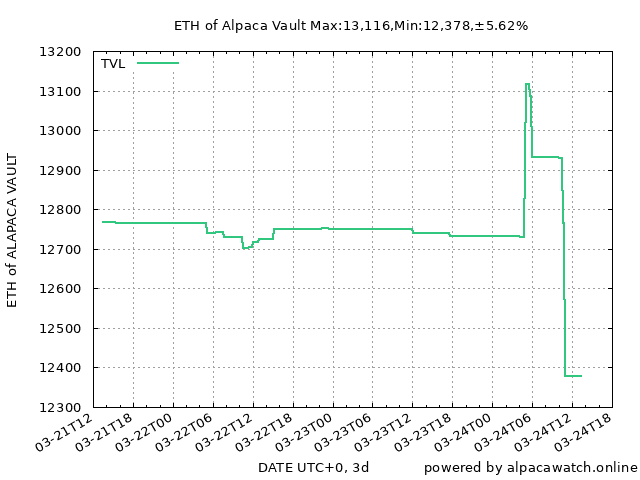 ETH of Alpaca Vault Max:13,116,Min:12,378,±5.62%
TVL
13200
13100
13000
12900
12800
12700
12600
12500
12400
12300
ETH of ALAPACA VAULT
03-21T12
03-21T18
03-22T00
03-22T06
03-22T12
03-22T18
03-23T00
03-23T06
03-23T12
03-23T18
03-24T00
03-24T06
03-24T12
03-24T18
DATE UTC+0, 3d
powered by alpacawatch.online